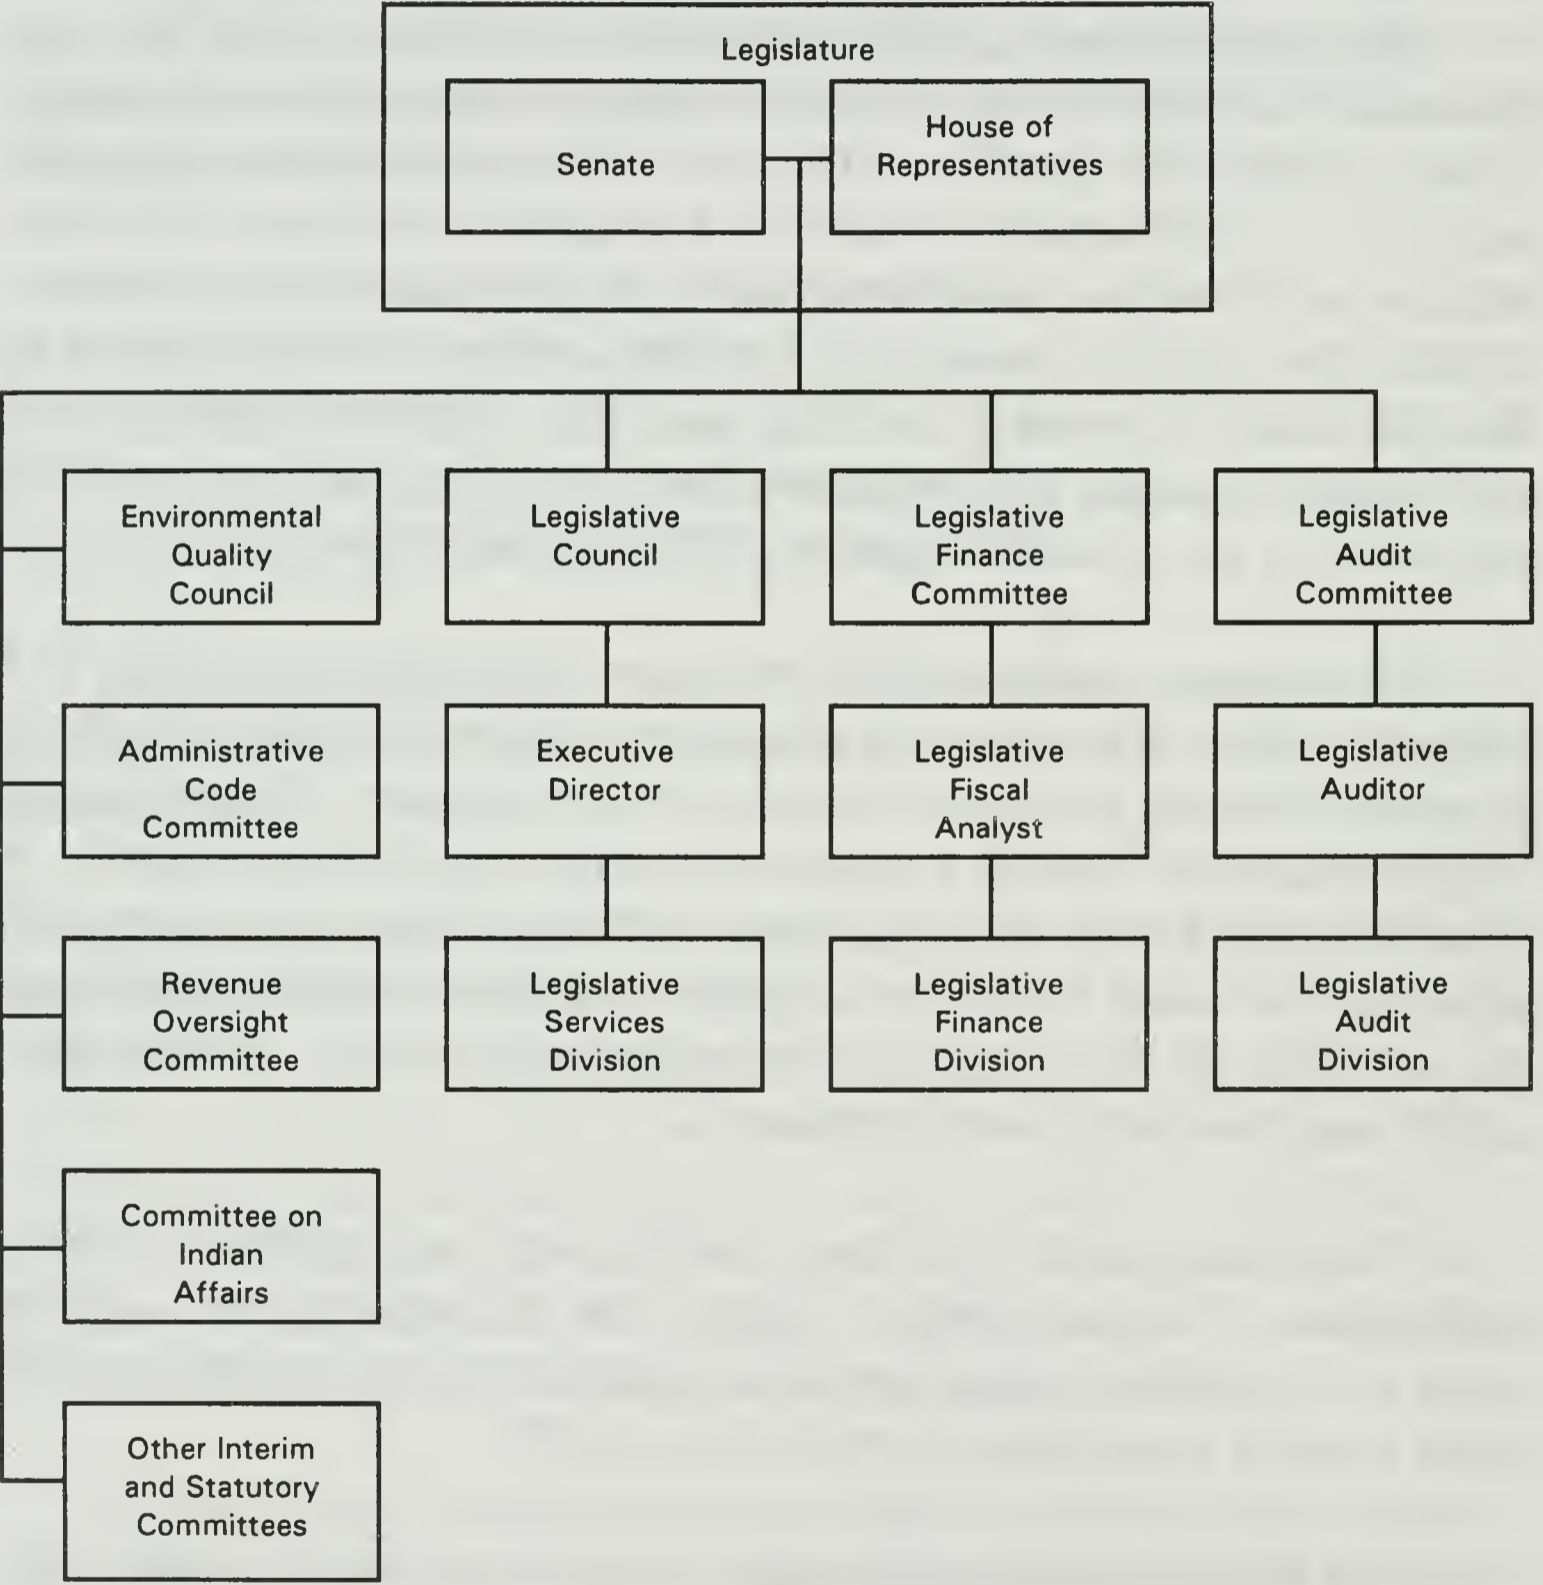 Legislature
Senate
House of
Representatives
Environmental
Quality
Council
Legislative
Council
Legislative
Finance
Committee
Legislative
Audit
Committee
Administrative
Code
Committee
Executive
Director
Legislative
Fiscal
Analyst
Legislative
Auditor
Revenue
Oversight
Committee
Legislative
Services
Division
Legislative
Finance
Division
Legislative
Audit
Division
Committee on
Indian
Affairs
Other Interim
and Statutory
Committees